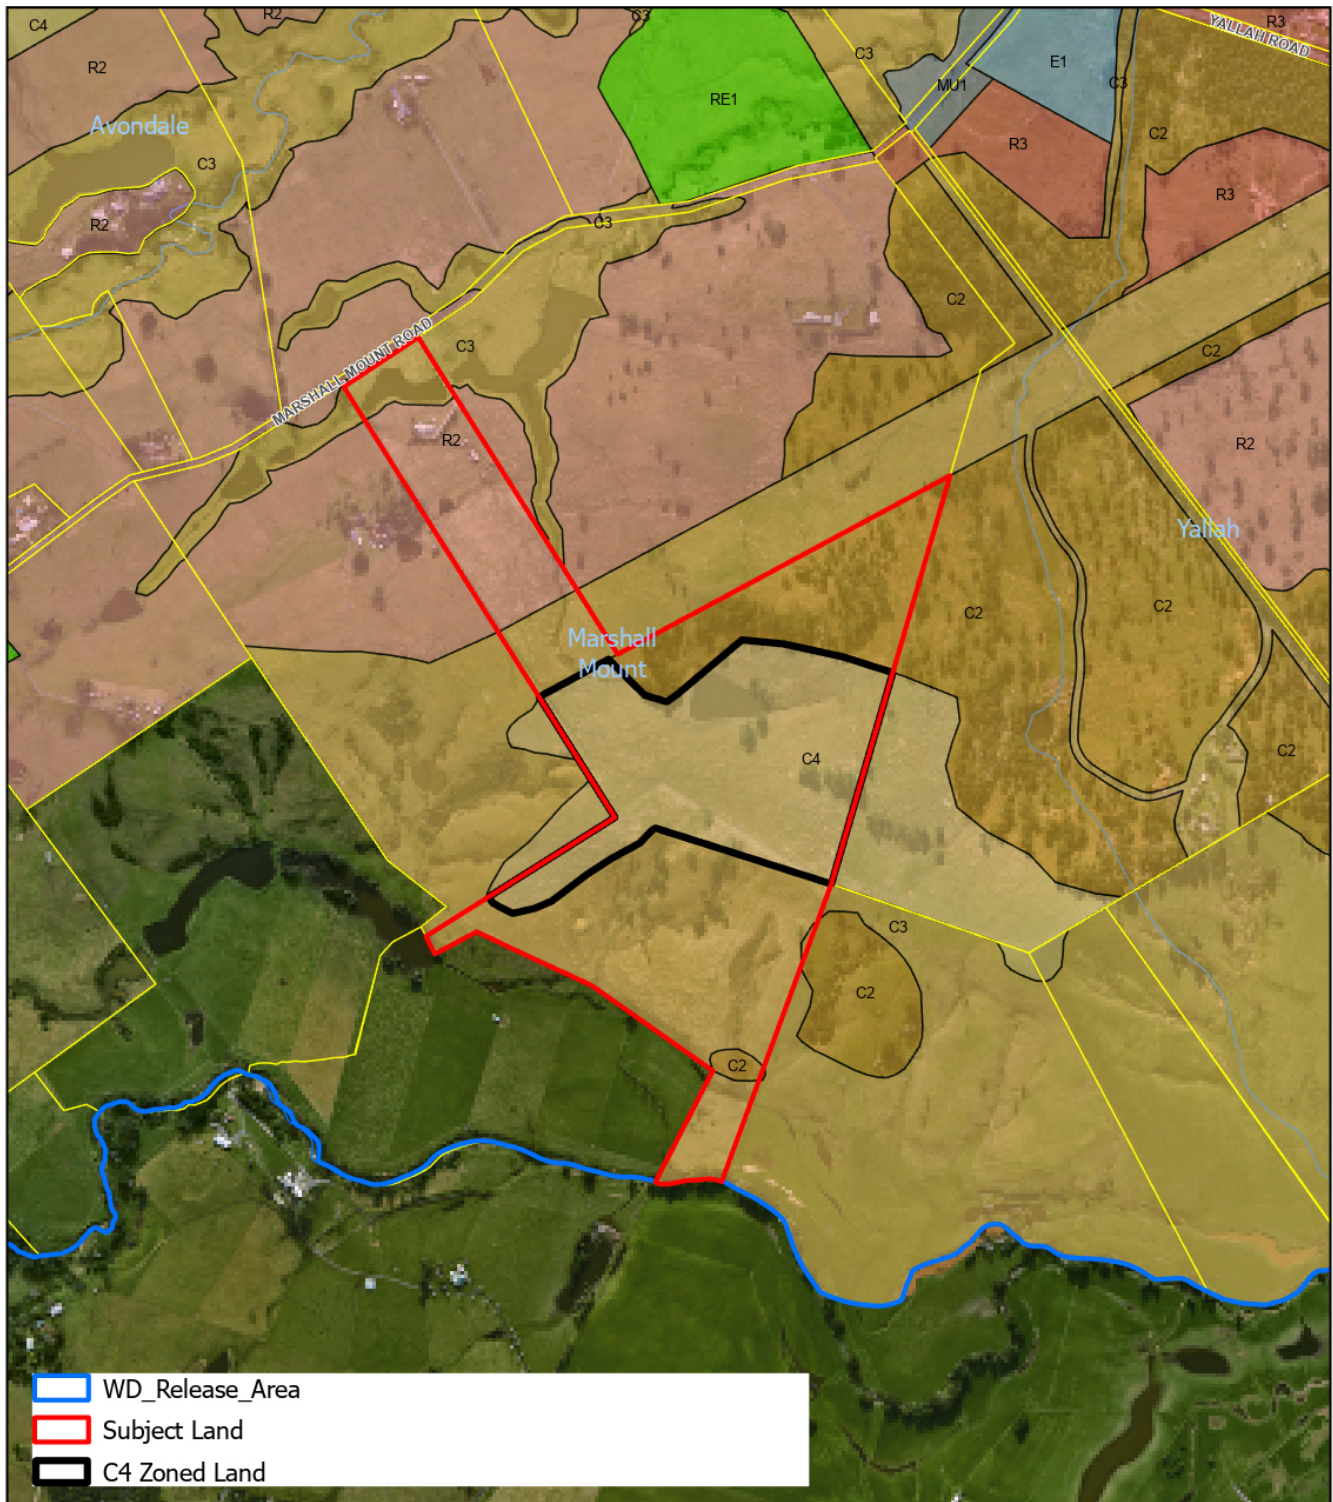 C4
R2
C3
R3
YALLAH ROAD
R2
C3
E1
C3
MU1
RE1
Avondale
C2
R3
C3
R2
R3
C3
R2
C2
MARSHALL MOUNT ROAD
C3
C2
R2
R2
Yallah
C2
C2
Marshall
Mount
C4
C2
C3
C2
C2
WD_Release_Area
Subject Land
C4 Zoned Land